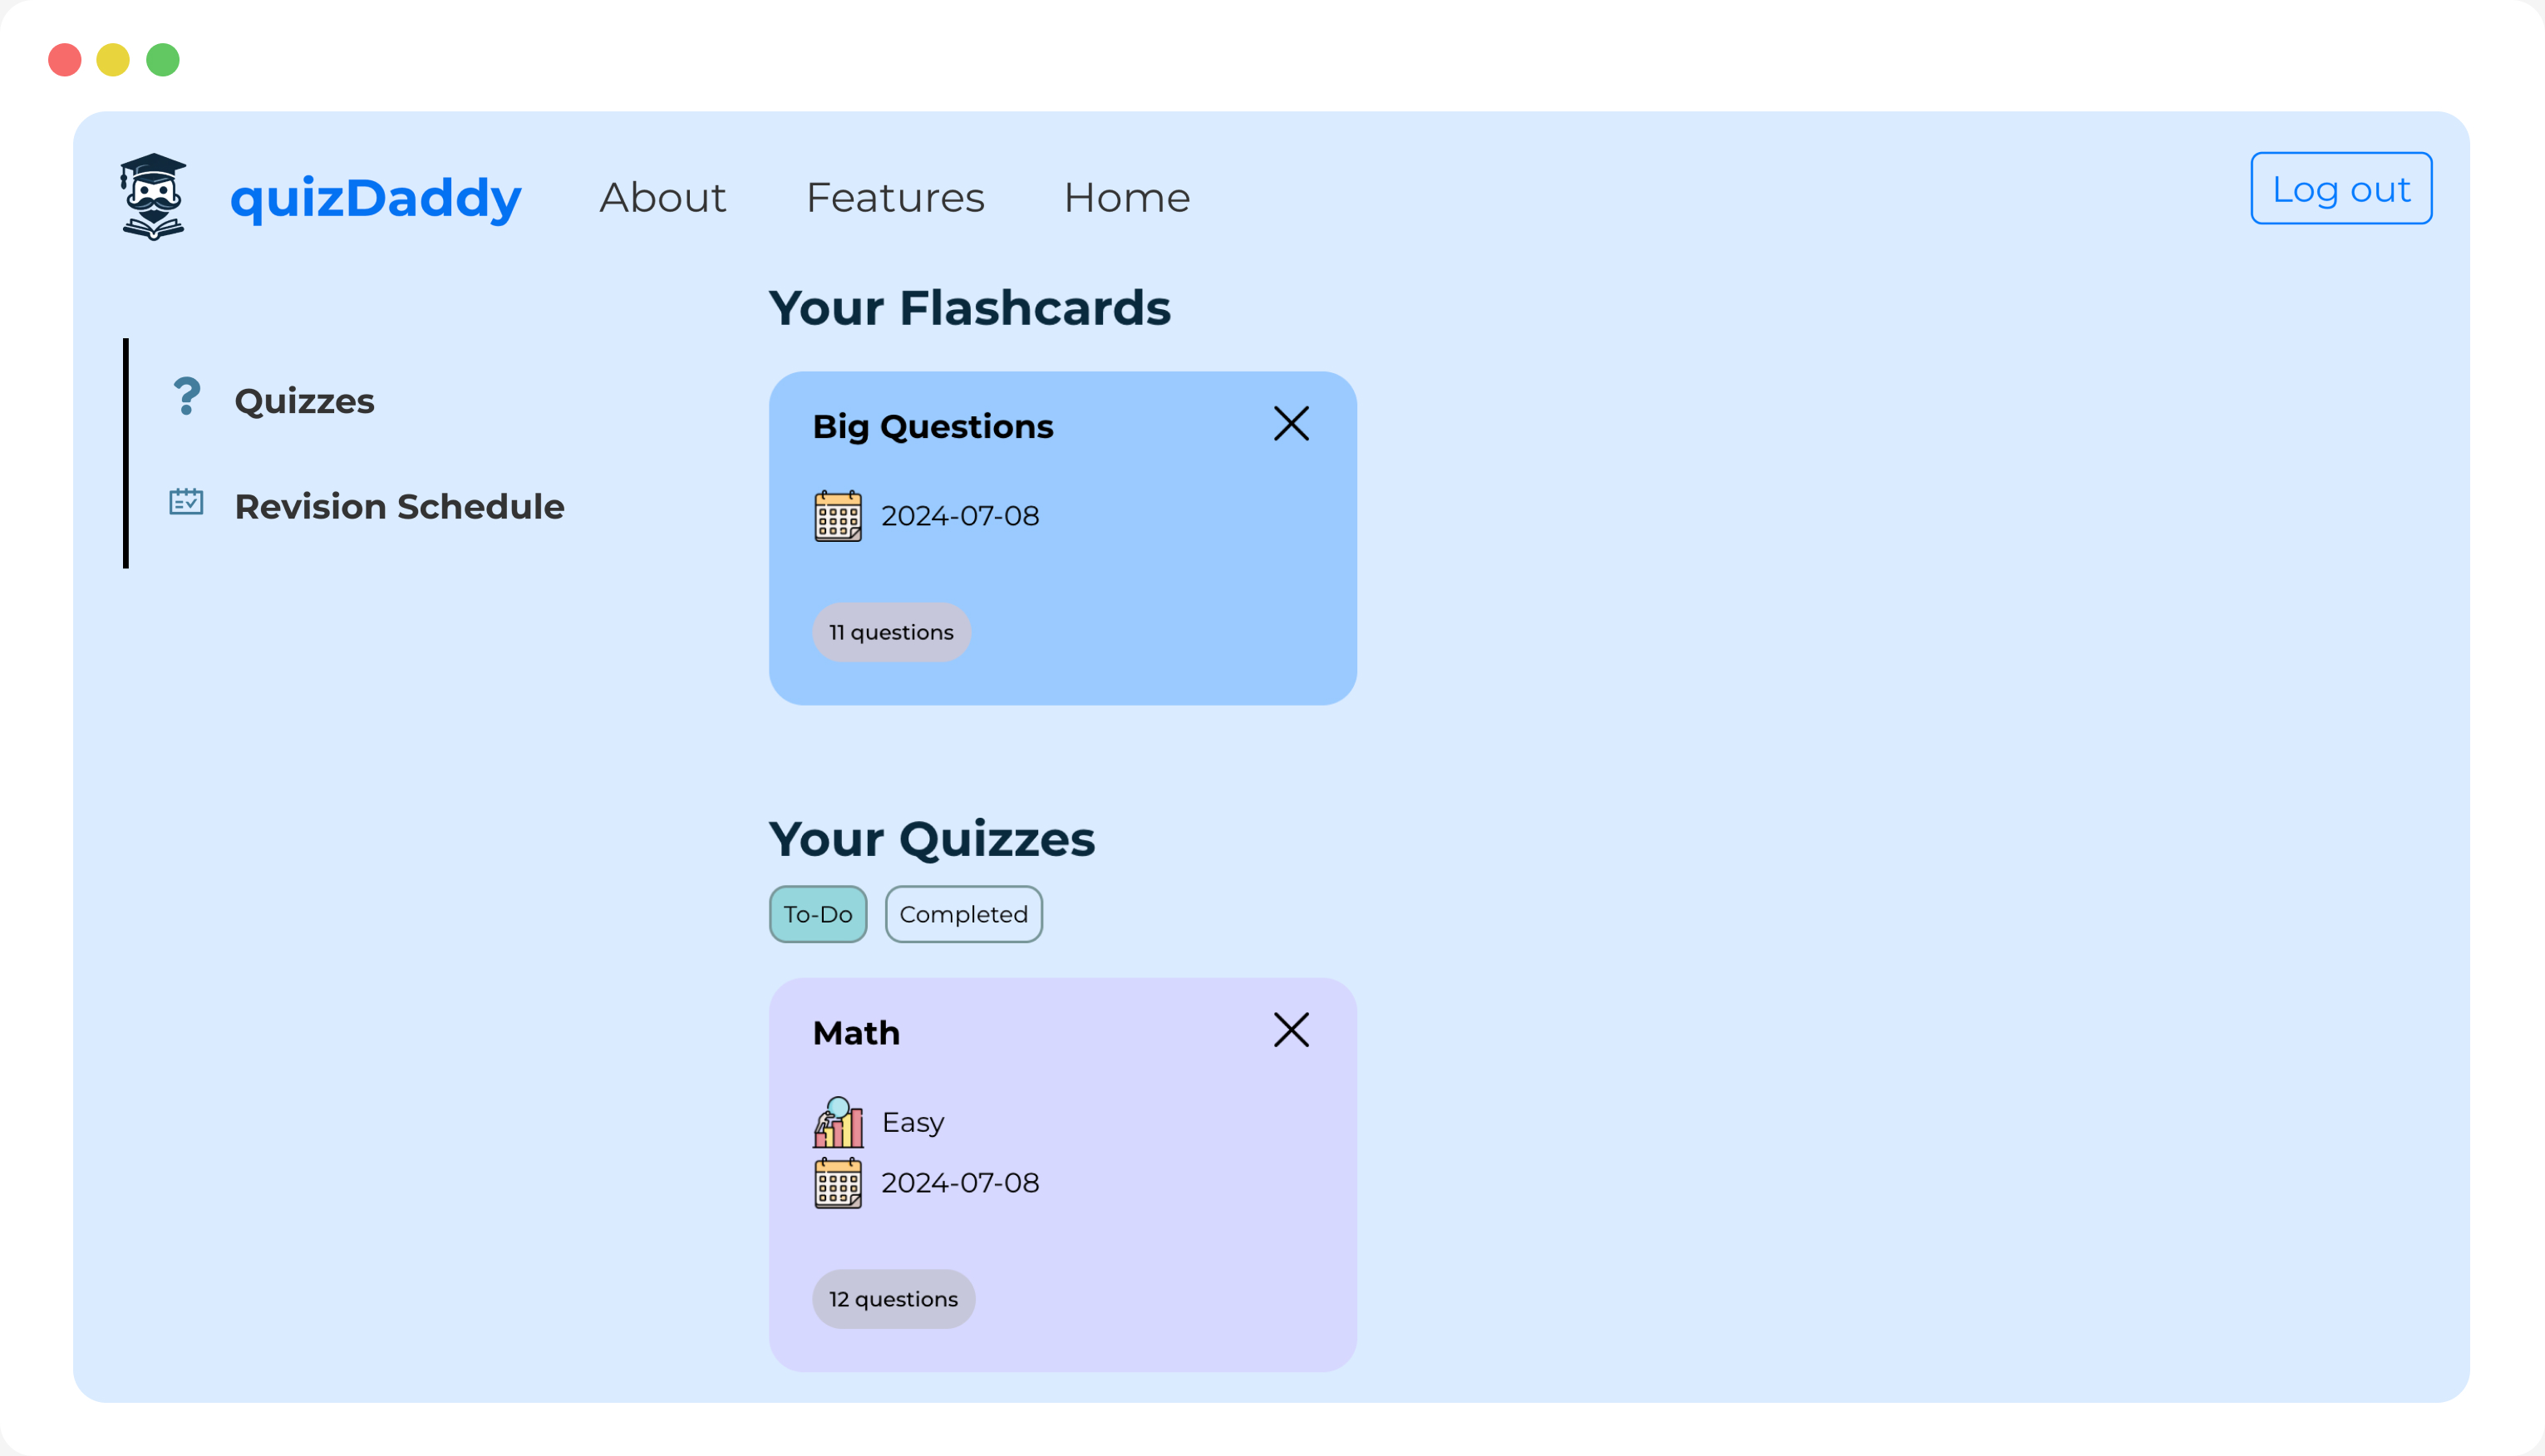 quizDaddy About Features Home Log out
Quizzes
Revision Schedule
Your Flashcards
Big Questions
2024-07-08
11 questions
Your Quizzes
To-Do Completed
Math
Easy
2024-07-08
12 questions